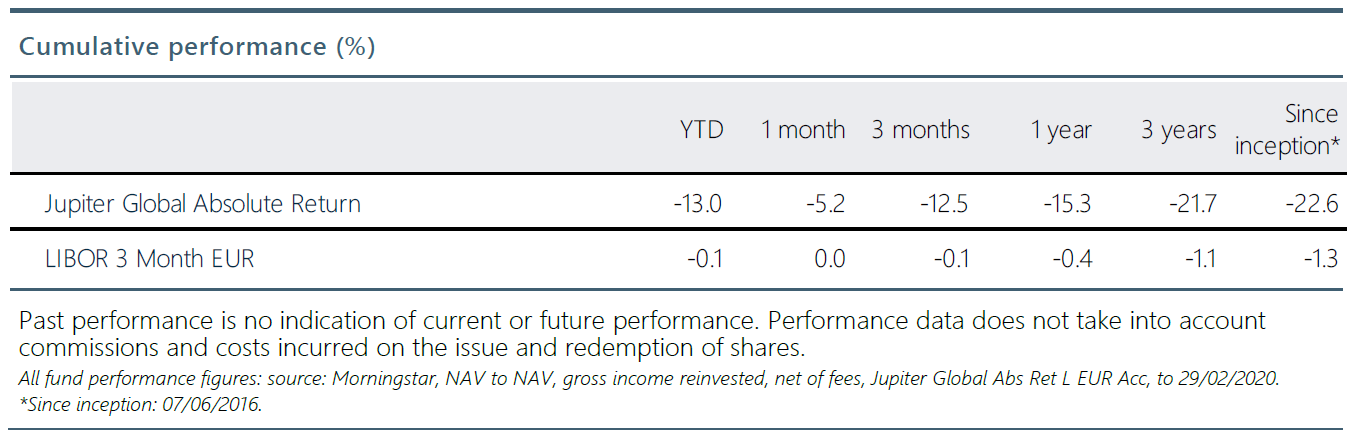 Cumulative performance (%)
YTD 1 month 3 months 1 year 3 years Since inception*
Jupiter Global Absolute Return -13.0 -5.2 -12.5 -15.3 -21.7 -22.6
LIBOR 3 Month EUR -0.1 0.0 -0.1 -0.4 -1.1 -1.3
Past performance is no indication of current or future performance. Performance data does not take into account
commissions and costs incurred on the issue and redemption of shares.
All fund performance figures: source: Morningstar, NAV to NAV, gross income reinvested, net of fees, Jupiter Global Abs Ret L EUR Acc, to 29/02/2020.
*Since inception: 07/06/2016.